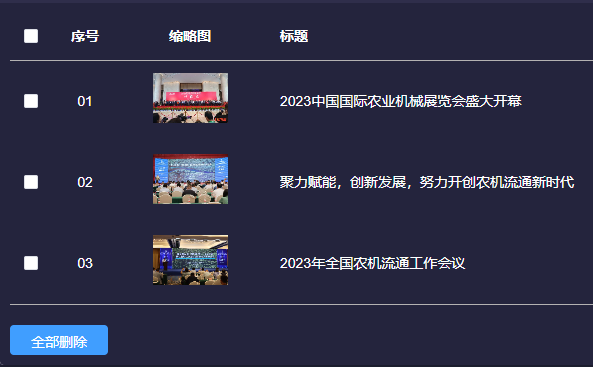 序号 缩略图 标题
01 2023中国国际农业机械展览会盛大开幕
02 聚力赋能，创新发展，努力开创农机流通新时代
03 2023年全国农机流通工作会议
全部删除